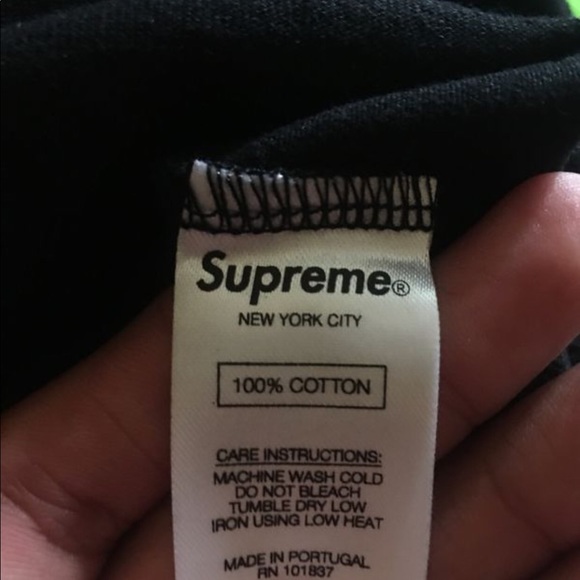 Supreme®
NEW YORK CITY
100% COTTON
CARE INSTRUCTIONS:
MACHINE WASH COLD
DO NOT BLEACH
TUMBLE DRY LOW
IRON USING LOW HEAT
MADE IN PORTUGAL
RN 101837